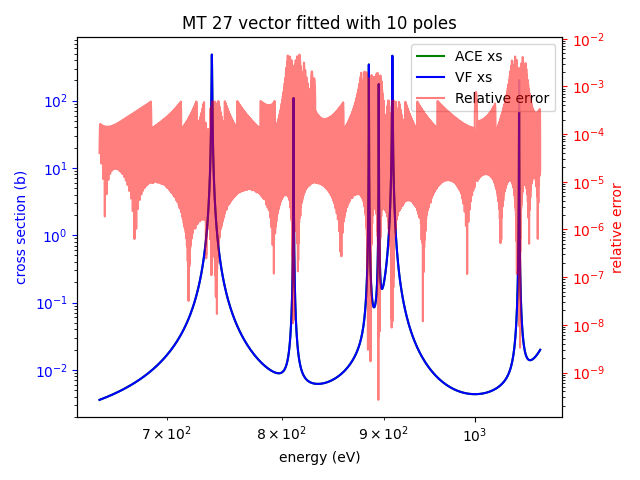 MT 27 vector fitted with 10 poles
ACE xs
VF xs
Relative error
cross section (b)
10²
10¹
10⁰
10⁻¹
10⁻²
10⁻²
10⁻³
10⁻⁴
10⁻⁵
10⁻⁶
10⁻⁷
10⁻⁸
10⁻⁹
relative error
7 × 10² 8 × 10² 9 × 10² 10³
energy (eV)